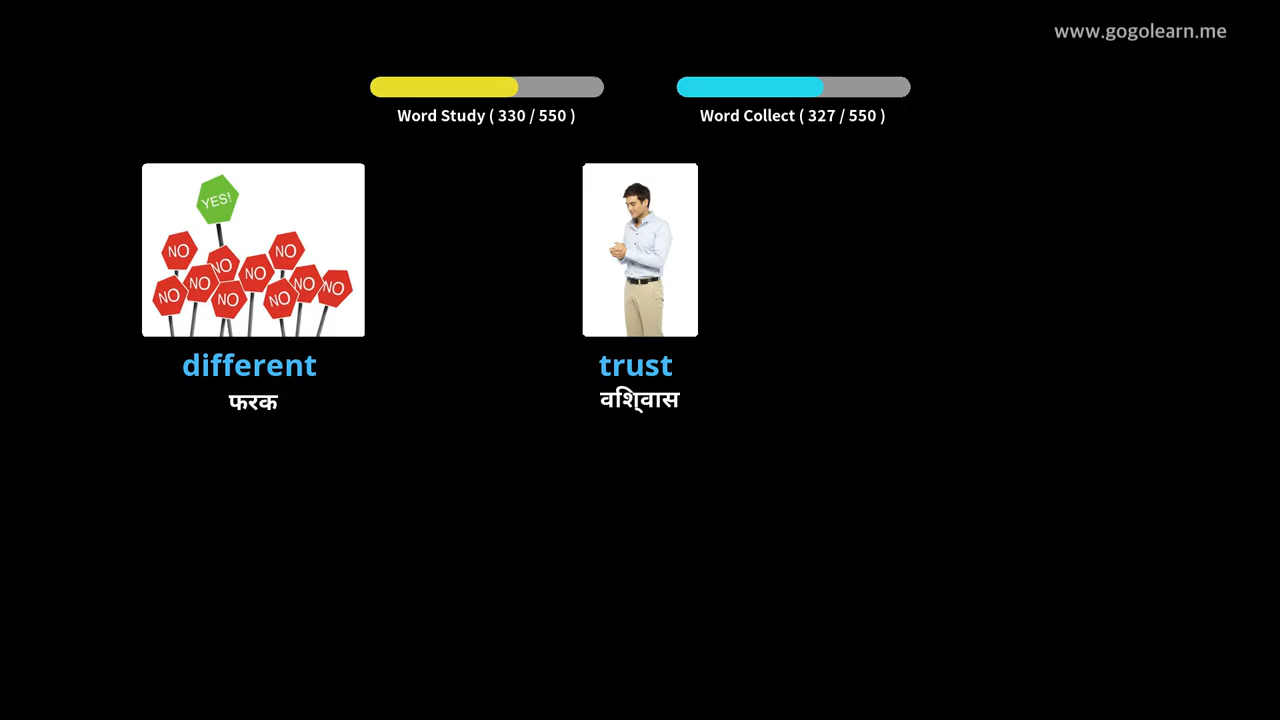 www.gogolearn.me
Word Study ( 330 / 550 )
Word Collect ( 327 / 550 )
YES!
NO
NO
NO
NO
NO
NO
NO
NO
NO
NO
different
trust
फरक
विश्वास